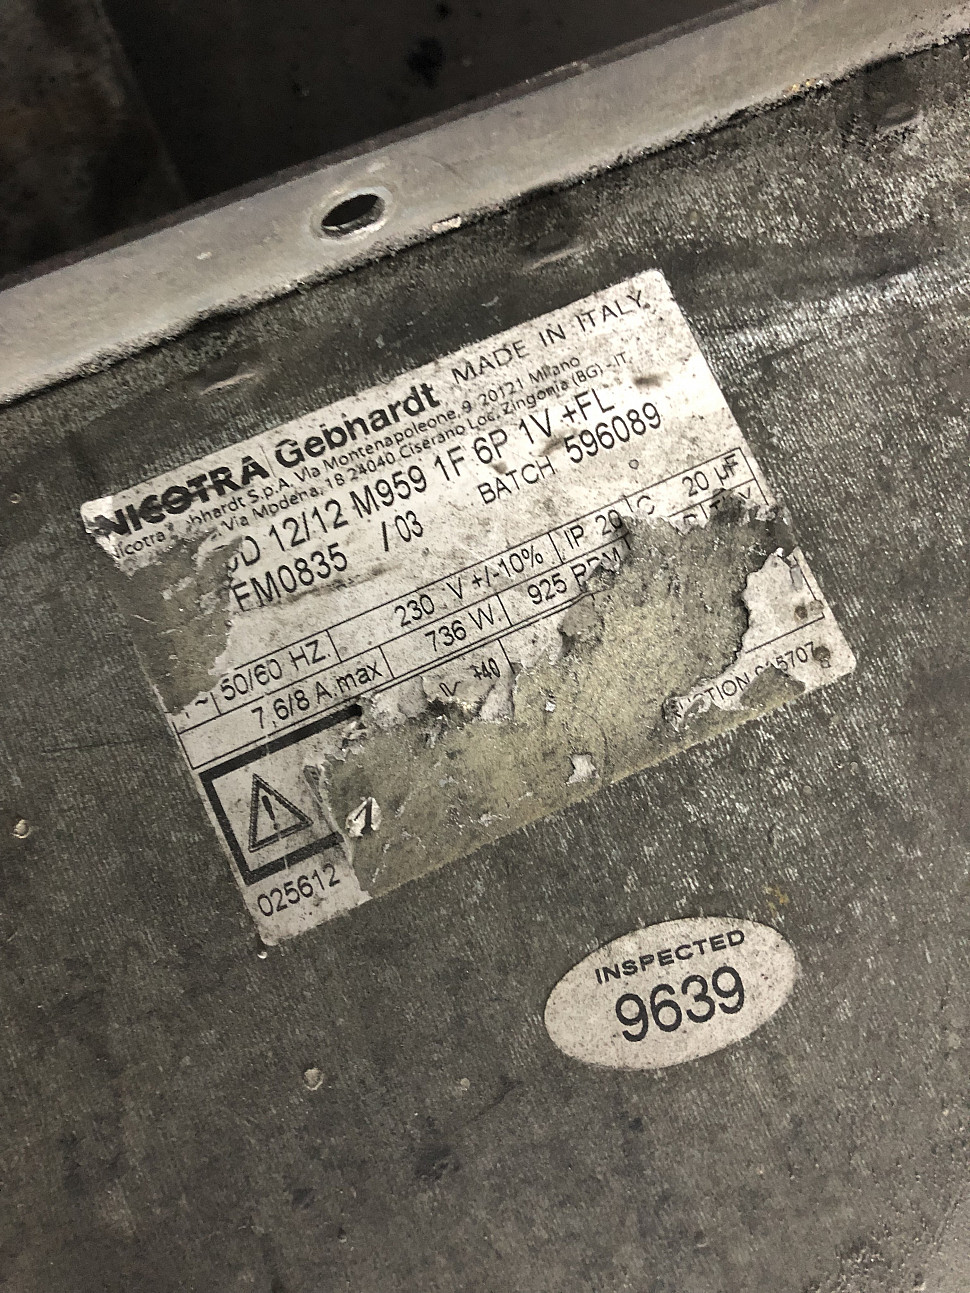 NICOTRA Gebhardt MADE IN ITALY
S.p.A. Via Montenapoleone, 9 20121 Milano
Via Modena, 18 24040 Ciserano Loc. Zingonia (BG) - IT
12/12 M959 1F 6P 1V +FL
FM0835 /03 BATCH 596089
~ 50/60 HZ 230 V +/-10% IP 20 C 20 µF
7,6/8 A.max 736 W 925 RPM
+40
025612
INSPECTED
9639